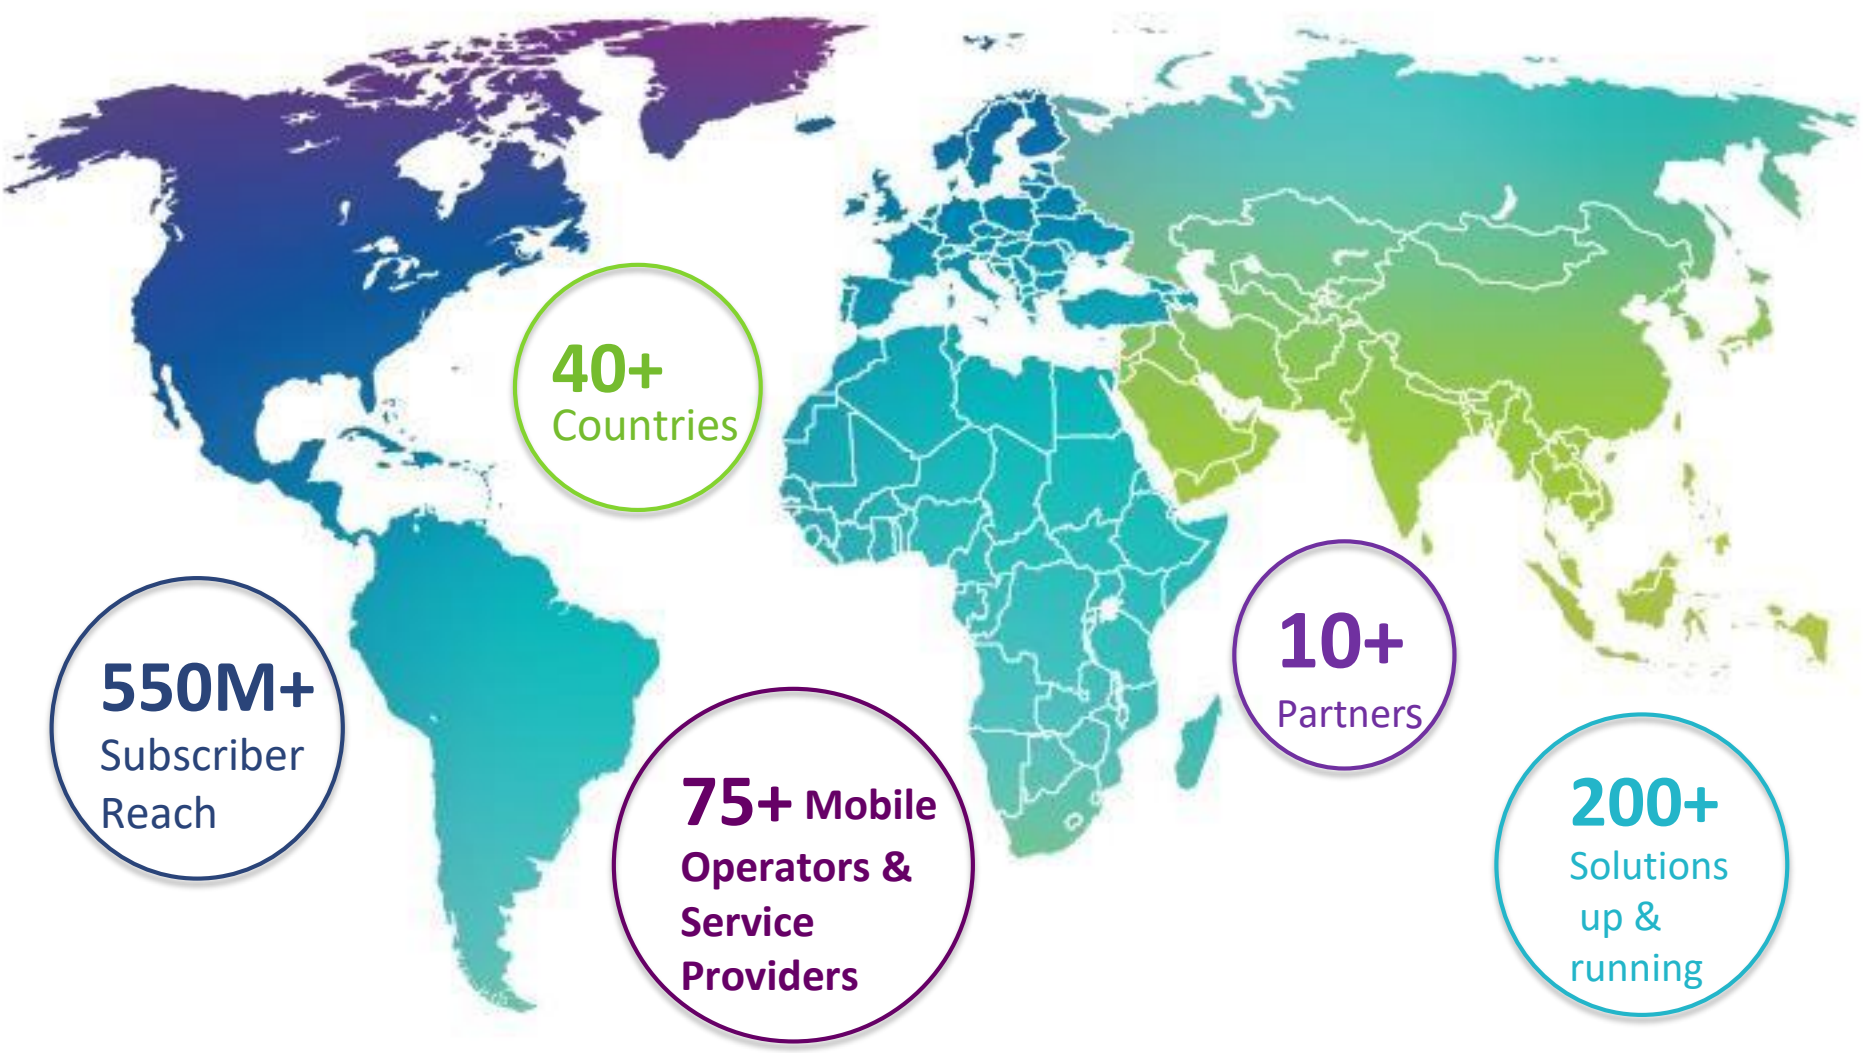 40+
Countries
550M+
Subscriber
Reach
75+ Mobile
Operators &
Service
Providers
10+
Partners
200+
Solutions
up &
running